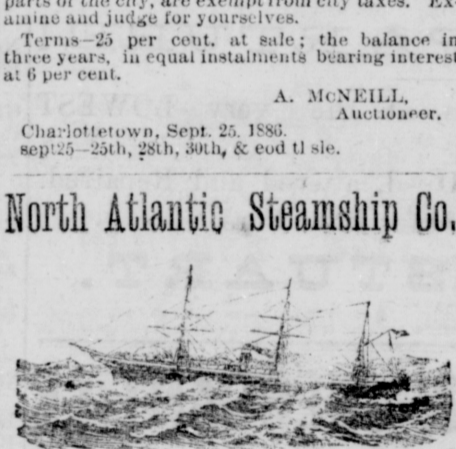 parts of the city, are exempt from city taxes. Ex-
amine and judge for yourselves.
Terms—25 per cent. at sale; the balance in
three years, in equal instalments bearing interest
at 6 per cent.
A. McNEILL,
Auctioneer.
Charlottetown, Sept. 25. 1886.
sept25—25th, 28th, 30th, & eod tl sle.
North Atlantic Steamship Co.